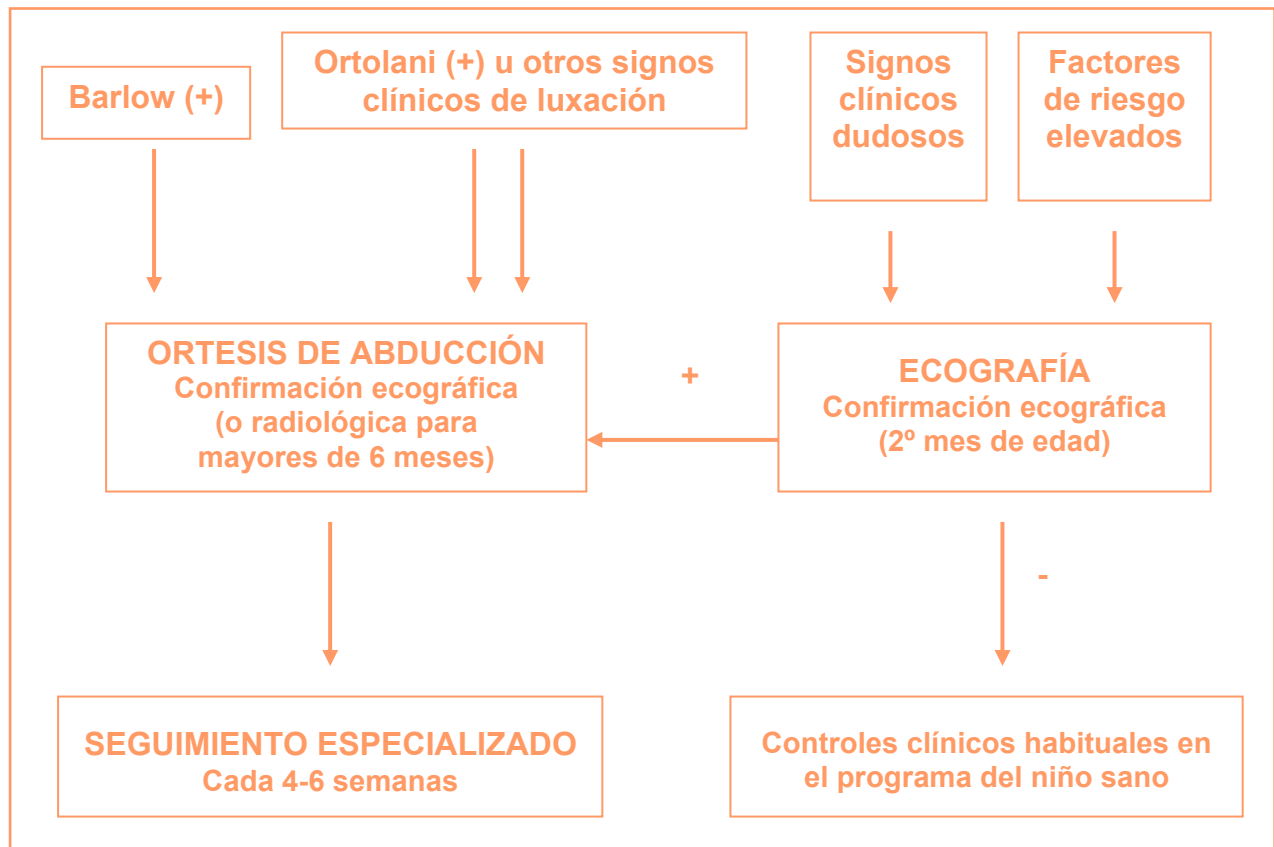 Barlow (+)
Ortolani (+) u otros signos
clínicos de luxación
Signos
clínicos
dudosos
Factores
de riesgo
elevados
ORTESIS DE ABDUCCIÓN
Confirmación ecográfica
(o radiológica para
mayores de 6 meses)
+
ECOGRAFÍA
Confirmación ecográfica
(2º mes de edad)
-
SEGUIMIENTO ESPECIALIZADO
Cada 4-6 semanas
Controles clínicos habituales en
el programa del niño sano